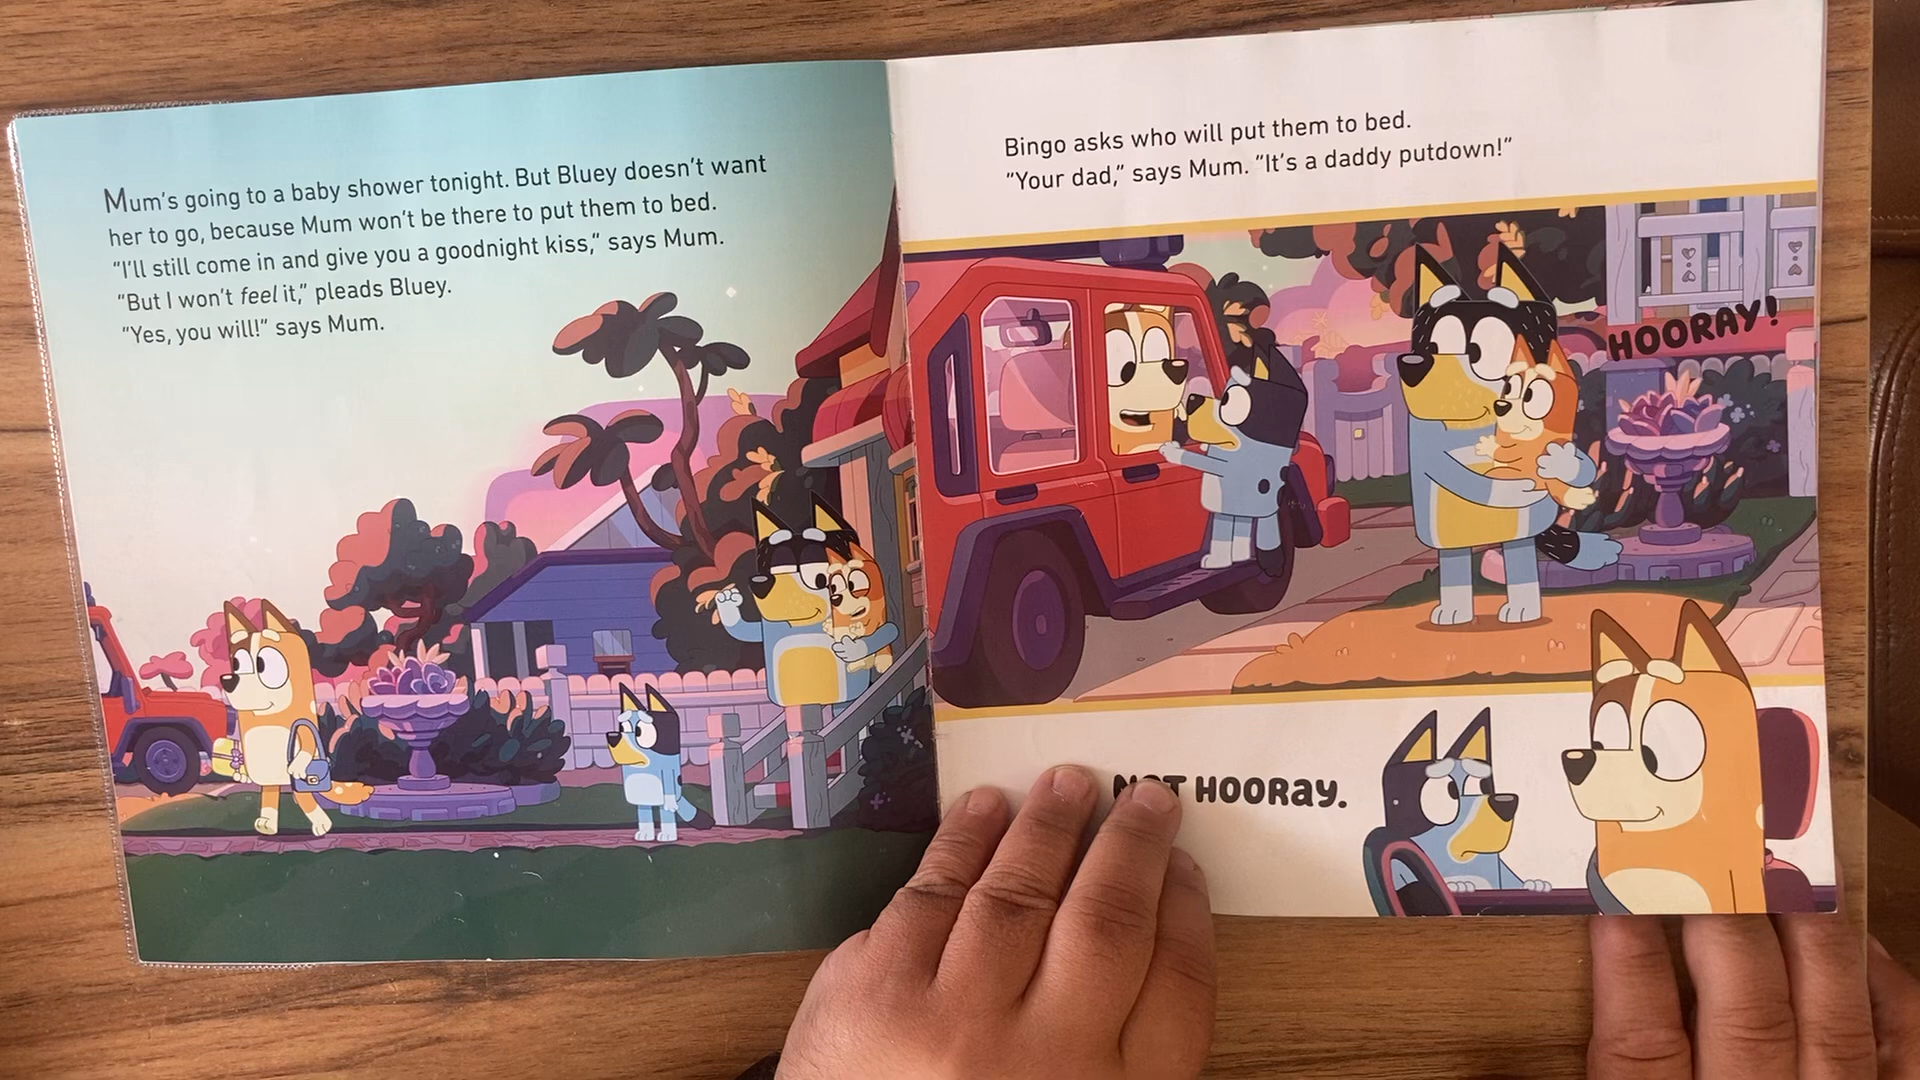 Mum's going to a baby shower tonight. But Bluey doesn't want
her to go, because Mum won't be there to put them to bed.
"I'll still come in and give you a goodnight kiss," says Mum.
"But I won't feel it," pleads Bluey.
"Yes, you will!" says Mum.
Bingo asks who will put them to bed.
"Your dad," says Mum. "It's a daddy putdown!"
HOORAY!
NOT HOORAY.